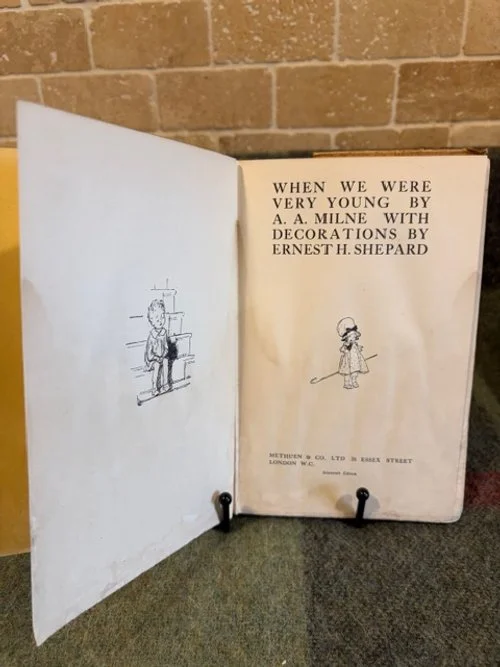 WHEN WE WERE
VERY YOUNG BY
A. A. MILNE WITH
DECORATIONS BY
ERNEST H. SHEPARD
METHUEN & CO. LTD 36 ESSEX STREET
LONDON W.C.
Edition